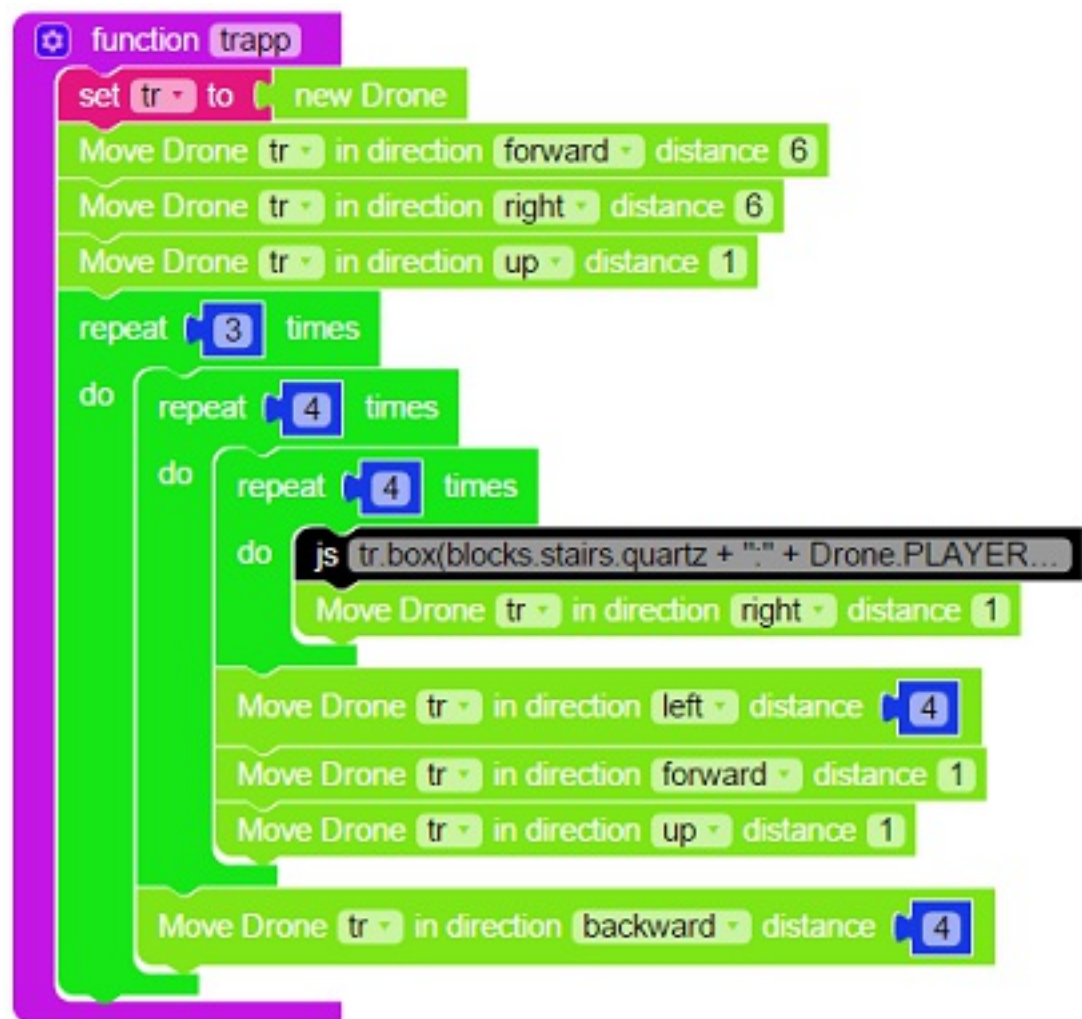 function trapp
set tr to new Drone
Move Drone tr in direction forward distance 6
Move Drone tr in direction right distance 6
Move Drone tr in direction up distance 1
repeat 3 times
do repeat 4 times
do repeat 4 times
do js tr.box(blocks.stairs.quartz + ":" + Drone.PLAYER...
Move Drone tr in direction right distance 1
Move Drone tr in direction left distance 4
Move Drone tr in direction forward distance 1
Move Drone tr in direction up distance 1
Move Drone tr in direction backward distance 4